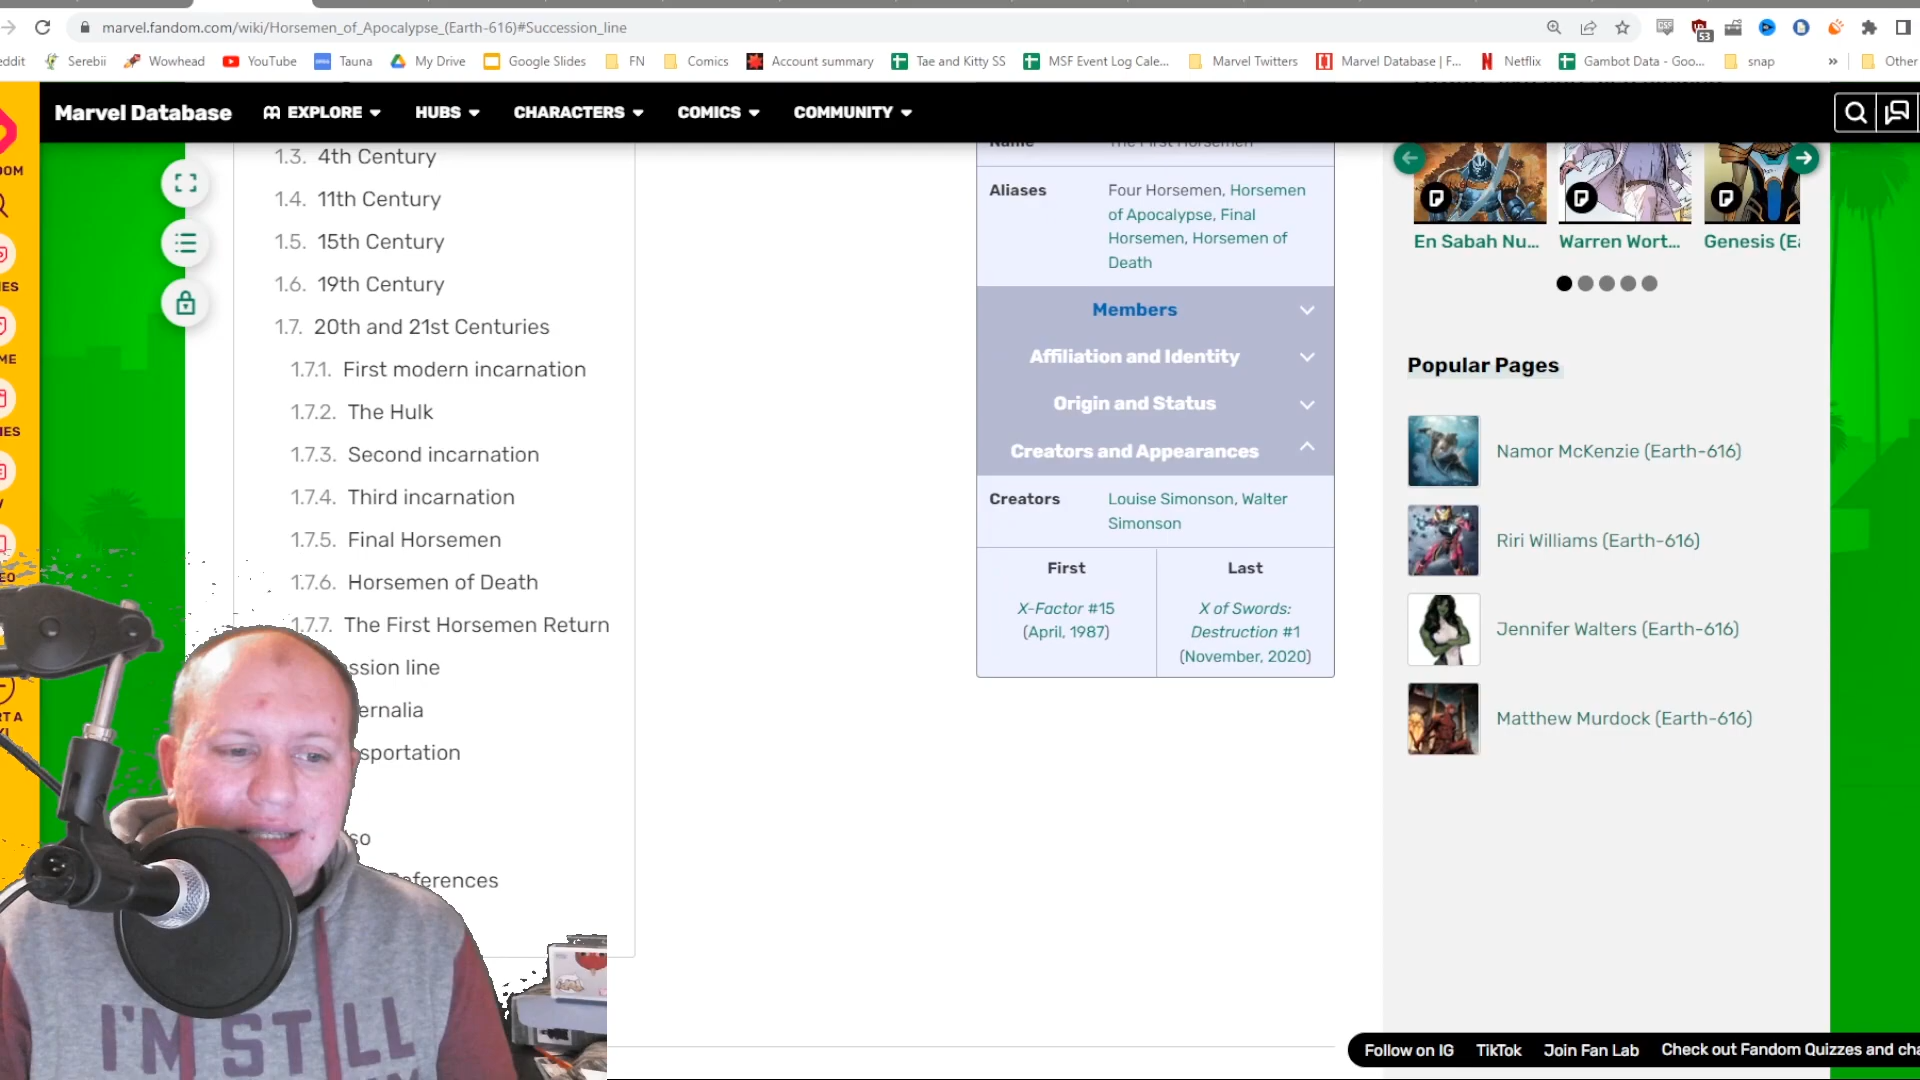 marvel.fandom.com/wiki/Horsemen_of_Apocalypse_(Earth-616)#Succession_line
53
eddit Serebii Wowhead YouTube Tauna My Drive Google Slides FN Comics Account summary Tae and Kitty SS MSF Event Log Cale... Marvel Twitters Marvel Database | F... Netflix Gambot Data - Goo... snap » Other
Marvel Database EXPLORE HUBS CHARACTERS COMICS COMMUNITY
1.3. 4th Century
1.4. 11th Century
1.5. 15th Century
1.6. 19th Century
1.7. 20th and 21st Centuries
1.7.1. First modern incarnation
1.7.2. The Hulk
1.7.3. Second incarnation
1.7.4. Third incarnation
1.7.5. Final Horsemen
1.7.6. Horsemen of Death
1.7.7. The First Horsemen Return
ssion line
ernalia
sportation
so
References
I'M STILL
Name The First Horsemen
Aliases Four Horsemen, Horsemen
of Apocalypse, Final
Horsemen, Horsemen of
Death
Members
Affiliation and Identity
Origin and Status
Creators and Appearances
Creators Louise Simonson, Walter
Simonson
First Last
X-Factor #15 X of Swords:
(April, 1987) Destruction #1
(November, 2020)
En Sabah Nu... Warren Wort... Genesis (Ea
Popular Pages
Namor McKenzie (Earth-616)
Riri Williams (Earth-616)
Jennifer Walters (Earth-616)
Matthew Murdock (Earth-616)
Follow on IG TikTok Join Fan Lab Check out Fandom Quizzes and cha